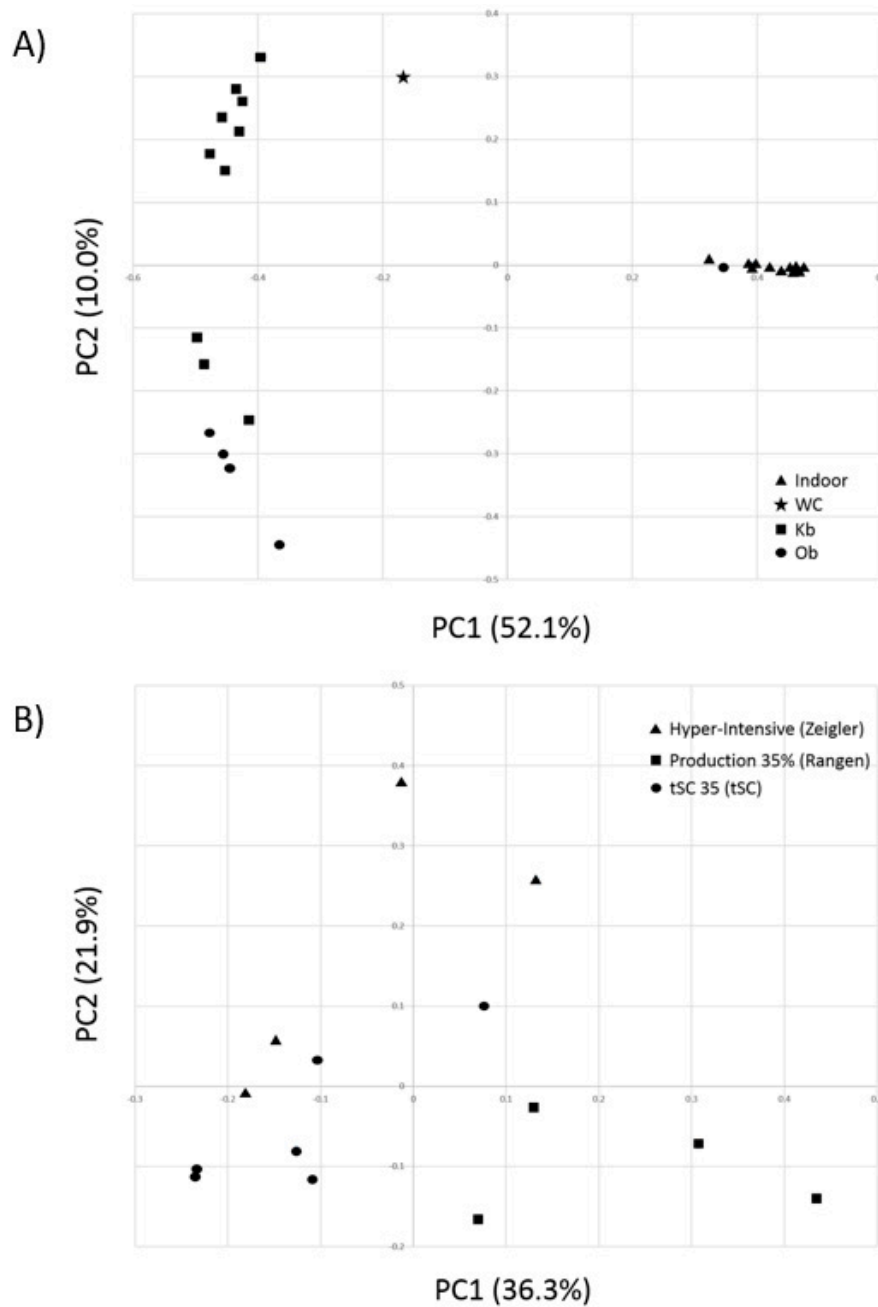 A)
0.4
0.3
0.2
0.1
-0.6
-0.4
-0.2
0
0
0.2
0.4
-0.1
-0.2
-0.3
-0.4
-0.5
PC2 (10.0%)
Indoor
WC
Kb
Ob
PC1 (52.1%)
B)
0.5
Hyper-Intensive (Zeigler)
Production 35% (Rangen)
tSC 35 (tSC)
0.4
0.3
0.2
0.1
0
-0.3
-0.2
-0.1
0
0.1
0.2
0.3
0.4
-0.1
-0.2
PC2 (21.9%)
PC1 (36.3%)